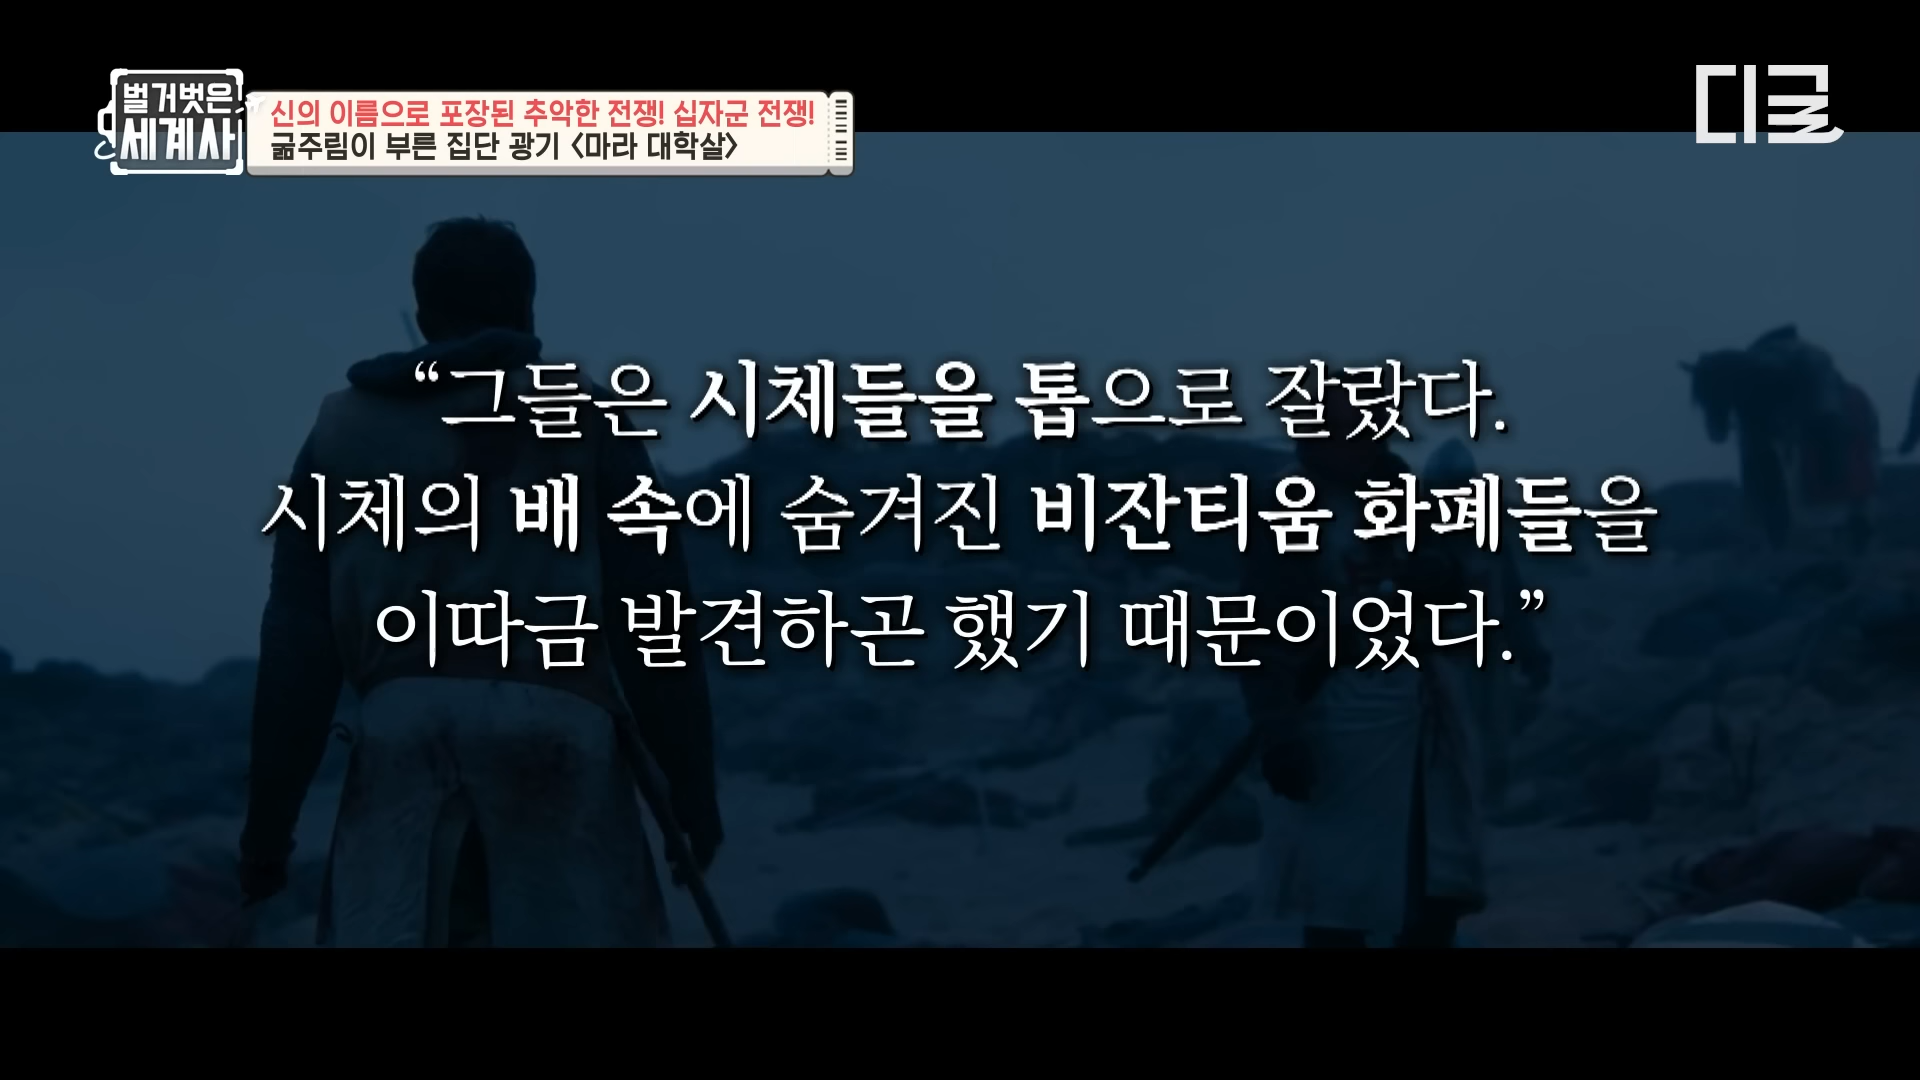 벌거벗은
세계사
신의 이름으로 포장된 추악한 전쟁! 십자군 전쟁!
굶주림이 부른 집단 광기 <마라 대학살>
디글
“그들은 시체들을 톱으로 잘랐다.
시체의 배 속에 숨겨진 비잔티움 화폐들을
이따금 발견하곤 했기 때문이었다.”